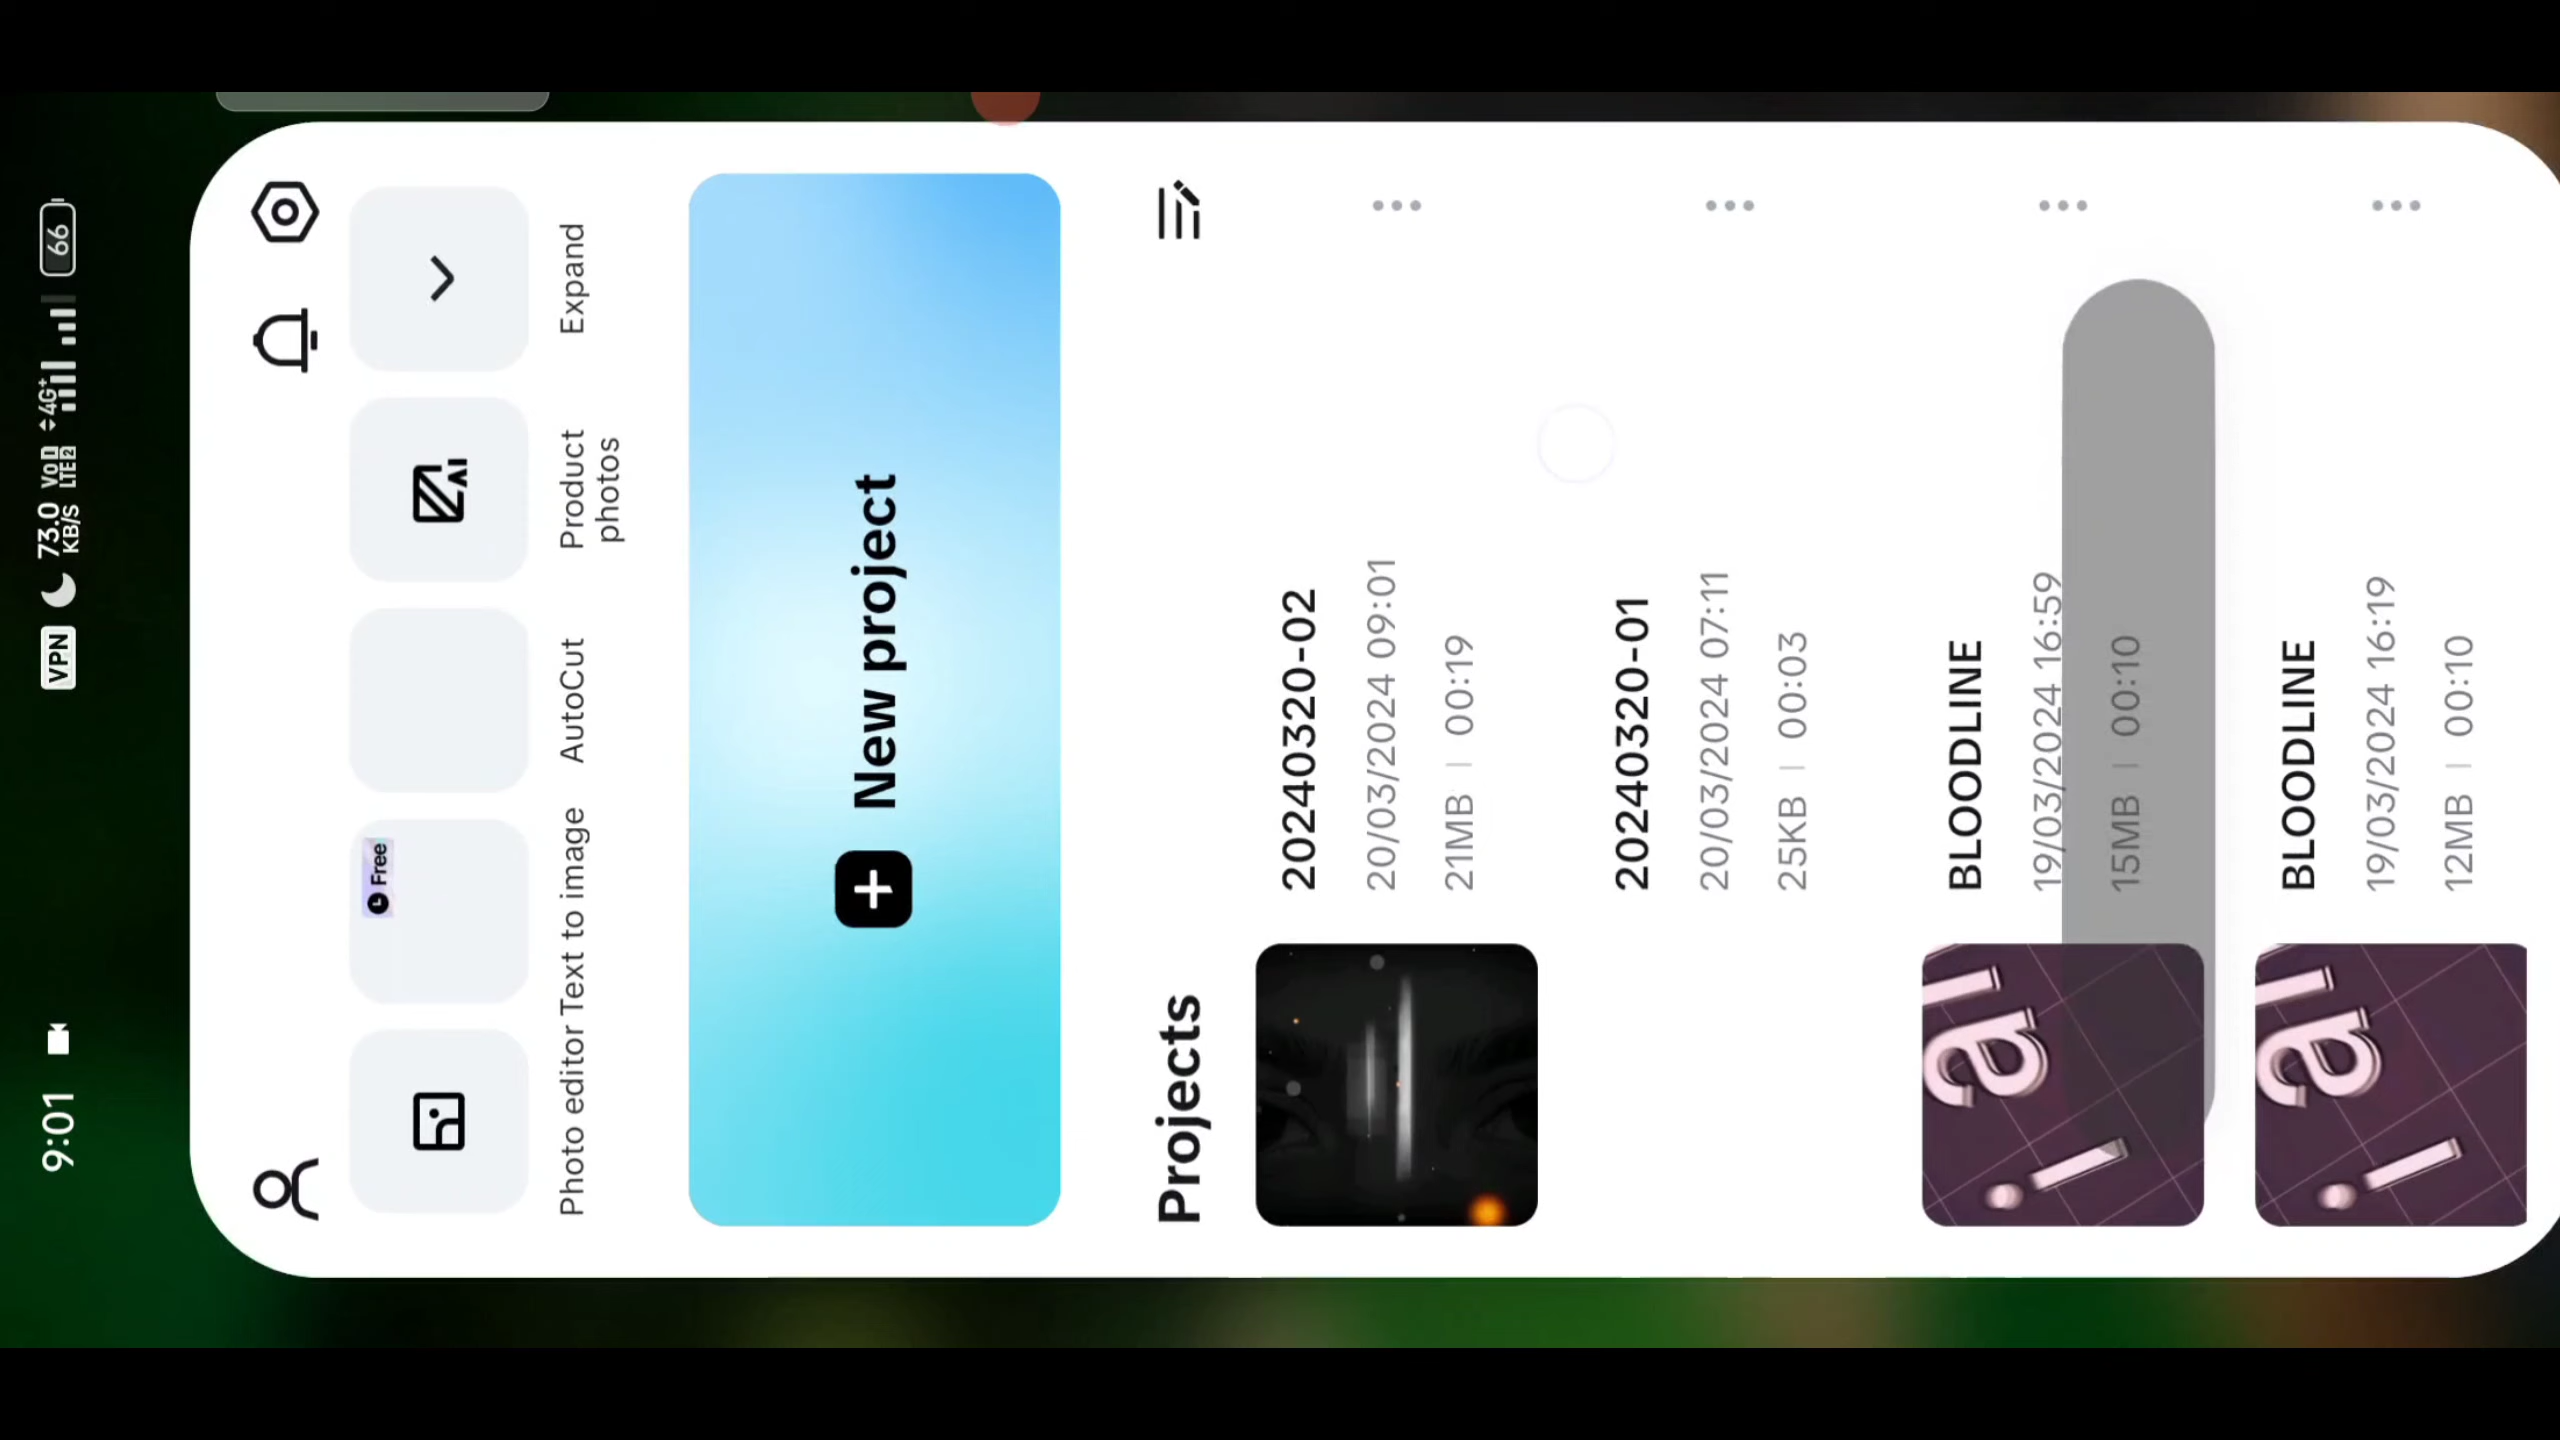 9:01
VPN
73.0
KB/S
VoD
LTE2
4G+
66
Free
Photo editor
Text to image
AutoCut
Product
photos
Expand
New project
Projects
20240320-02
20/03/2024 09:01
21MB | 00:19
20240320-01
20/03/2024 07:11
25KB | 00:03
BLOODLINE
19/03/2024 16:59
15MB | 00:10
BLOODLINE
19/03/2024 16:19
12MB | 00:10